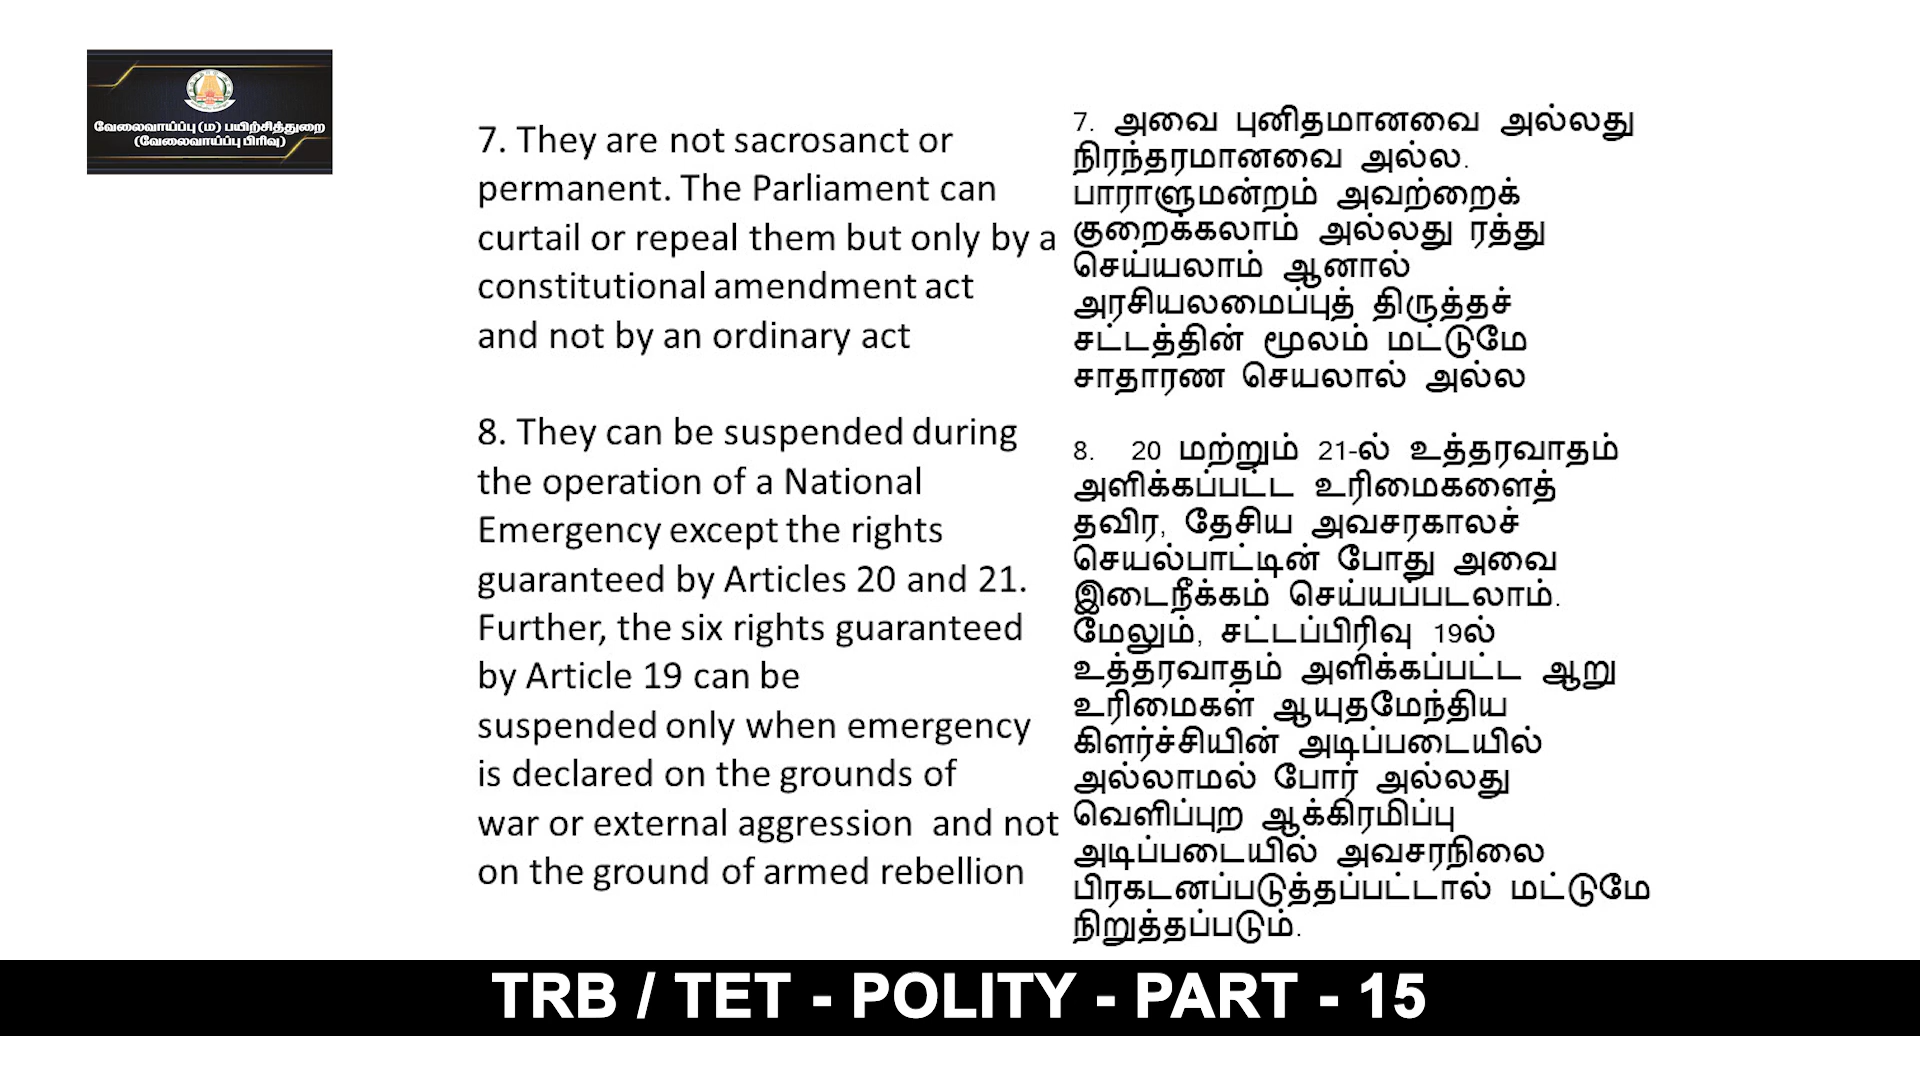 வேலைவாய்ப்பு (ம) பயிற்சித்துறை
(வேலைவாய்ப்பு பிரிவு)
7. They are not sacrosanct or
permanent. The Parliament can
curtail or repeal them but only by a
constitutional amendment act
and not by an ordinary act
8. They can be suspended during
the operation of a National
Emergency except the rights
guaranteed by Articles 20 and 21.
Further, the six rights guaranteed
by Article 19 can be
suspended only when emergency
is declared on the grounds of
war or external aggression and not
on the ground of armed rebellion
7. அவை புனிதமானவை அல்லது
நிரந்தரமானவை அல்ல.
பாராளுமன்றம் அவற்றைக்
குறைக்கலாம் அல்லது ரத்து
செய்யலாம் ஆனால்
அரசியலமைப்புத் திருத்தச்
சட்டத்தின் மூலம் மட்டுமே
சாதாரண செயலால் அல்ல
8. 20 மற்றும் 21-ல் உத்தரவாதம்
அளிக்கப்பட்ட உரிமைகளைத்
தவிர, தேசிய அவசரகாலச்
செயல்பாட்டின் போது அவை
இடைநீக்கம் செய்யப்படலாம்.
மேலும், சட்டப்பிரிவு 19ல்
உத்தரவாதம் அளிக்கப்பட்ட ஆறு
உரிமைகள் ஆயுதமேந்திய
கிளர்ச்சியின் அடிப்படையில்
அல்லாமல் போர் அல்லது
வெளிப்புற ஆக்கிரமிப்பு
அடிப்படையில் அவசரநிலை
பிரகடனப்படுத்தப்பட்டால் மட்டுமே
நிறுத்தப்படும்.
TRB / TET - POLITY - PART - 15